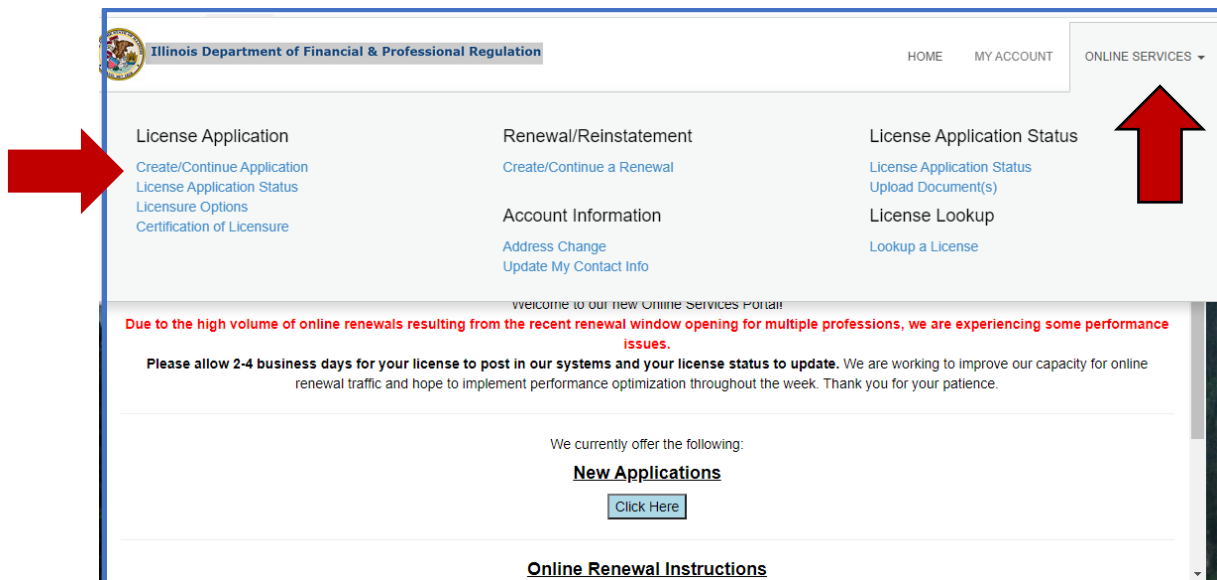 Illinois Department of Financial & Professional Regulation
HOME MY ACCOUNT ONLINE SERVICES
License Application
Create/Continue Application
License Application Status
Licensure Options
Certification of Licensure
Renewal/Reinstatement
Create/Continue a Renewal
Account Information
Address Change
Update My Contact Info
License Application Status
License Application Status
Upload Document(s)
License Lookup
Lookup a License
Welcome to our new Online Services Portal!
Due to the high volume of online renewals resulting from the recent renewal window opening for multiple professions, we are experiencing some performance
issues.
Please allow 2-4 business days for your license to post in our systems and your license status to update. We are working to improve our capacity for online
renewal traffic and hope to implement performance optimization throughout the week. Thank you for your patience.
We currently offer the following:
New Applications
Click Here
Online Renewal Instructions